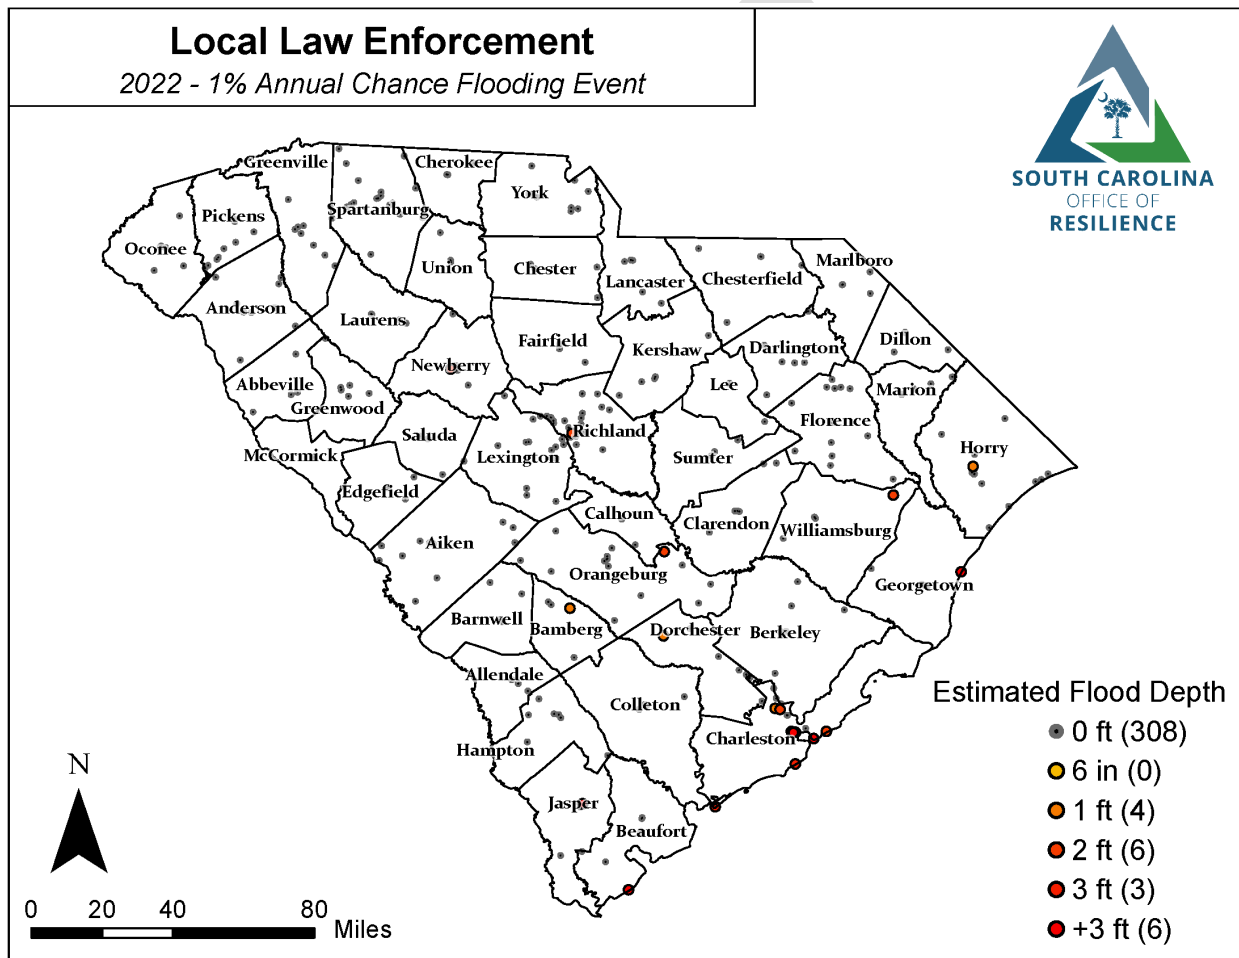 Local Law Enforcement
2022 - 1% Annual Chance Flooding Event
SOUTH CAROLINA
OFFICE OF
RESILIENCE
Greenville
Cherokee
York
Pickens
Spartanburg
Oconee
Union
Chester
Lancaster
Chesterfield
Marlboro
Anderson
Laurens
Fairfield
Kershaw
Darlington
Dillon
Newberry
Abbeville
Greenwood
Lee
Marion
Saluda
Richland
Florence
Horry
McCormick
Lexington
Sumter
Edgefield
Calhoun
Clarendon
Williamsburg
Aiken
Orangeburg
Georgetown
Barnwell
Bamberg
Dorchester
Berkeley
Allendale
Colleton
Charleston
Hampton
Jasper
Beaufort
Estimated Flood Depth
0 ft (308)
6 in (0)
1 ft (4)
2 ft (6)
3 ft (3)
+3 ft (6)
N
0 20 40 80
Miles